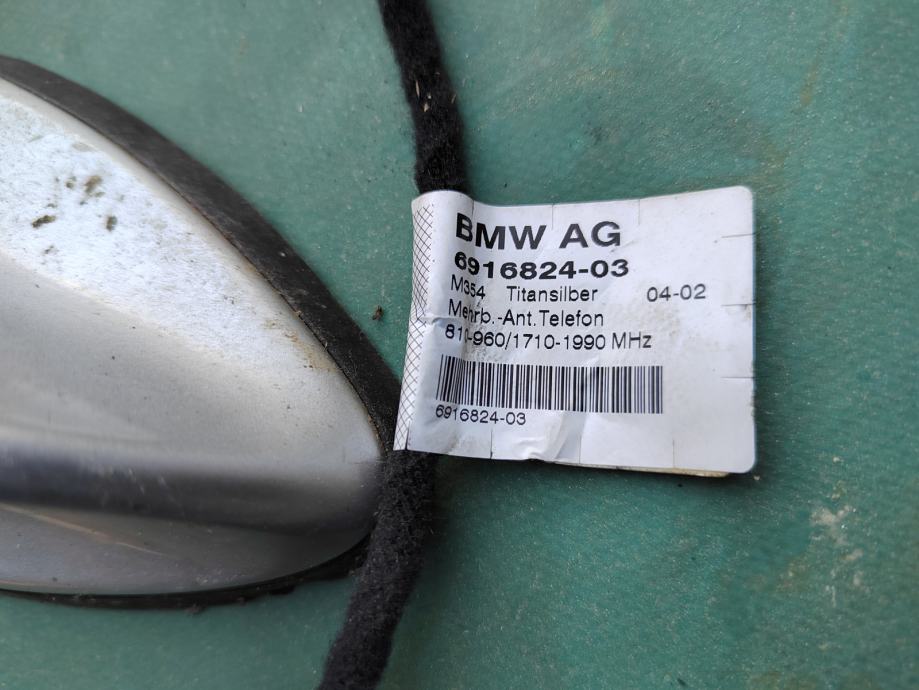 BMW AG
6916824-03
M354 Titansilber 04-02
Mehrb.-Ant.Telefon
810-960/1710-1990 MHz
6916824-03